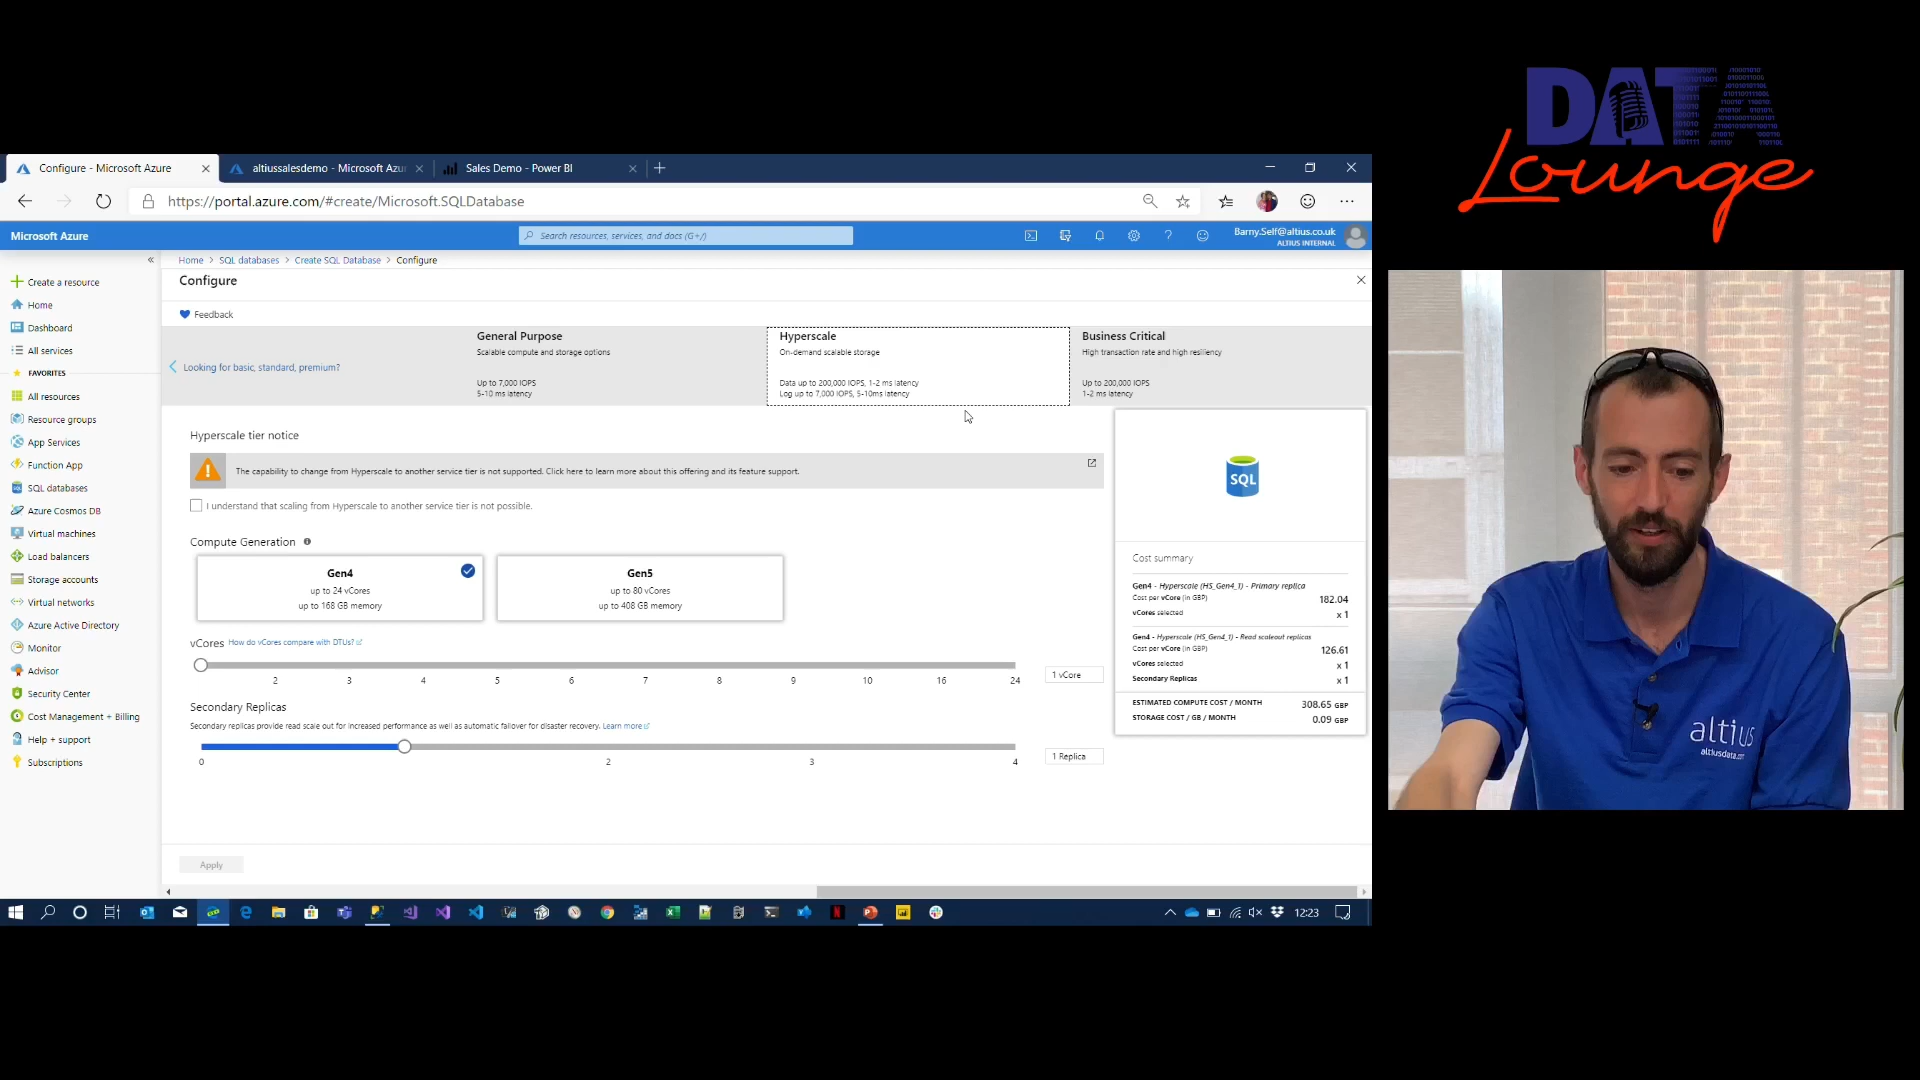 DATA
Lounge
Configure - Microsoft Azure
altiussalesdemo - Microsoft Azu
Sales Demo - Power BI
https://portal.azure.com/#create/Microsoft.SQLDatabase
Microsoft Azure
Search resources, services, and docs (G+/)
Barny.Self@altius.co.uk
ALTIUS INTERNAL
Home > SQL databases > Create SQL Database > Configure
Configure
Feedback
Create a resource
Home
Dashboard
All services
FAVORITES
All resources
Resource groups
App Services
Function App
SQL databases
Azure Cosmos DB
Virtual machines
Load balancers
Storage accounts
Virtual networks
Azure Active Directory
Monitor
Advisor
Security Center
Cost Management + Billing
Help + support
Subscriptions
Looking for basic, standard, premium?
General Purpose
Scalable compute and storage options
Up to 7,000 IOPS
5-10 ms latency
Hyperscale
On-demand scalable storage
Data up to 200,000 IOPS, 1-2 ms latency
Log up to 7,000 IOPS, 5-10ms latency
Business Critical
High transaction rate and high resiliency
Up to 200,000 IOPS
1-2 ms latency
Hyperscale tier notice
The capability to change from Hyperscale to another service tier is not supported. Click here to learn more about this offering and its feature support.
I understand that scaling from Hyperscale to another service tier is not possible.
Compute Generation
Gen4
up to 24 vCores
up to 168 GB memory
Gen5
up to 80 vCores
up to 408 GB memory
vCores How do vCores compare with DTUs?
2 3 4 5 6 7 8 9 10 16 24
1 vCore
Secondary Replicas
Secondary replicas provide read scale out for increased performance as well as automatic failover for disaster recovery. Learn more
0 2 3 4
1 Replica
Apply
SQL
Cost summary
Gen4 - Hyperscale (HS_Gen4_1) - Primary replica
Cost per vCore (in GBP) 182.04
vCores selected x 1
Gen4 - Hyperscale (HS_Gen4_1) - Read scaleout replicas
Cost per vCore (in GBP) 126.61
vCores selected x 1
Secondary Replicas x 1
ESTIMATED COMPUTE COST / MONTH 308.65 GBP
STORAGE COST / GB / MONTH 0.09 GBP
12:23
altius